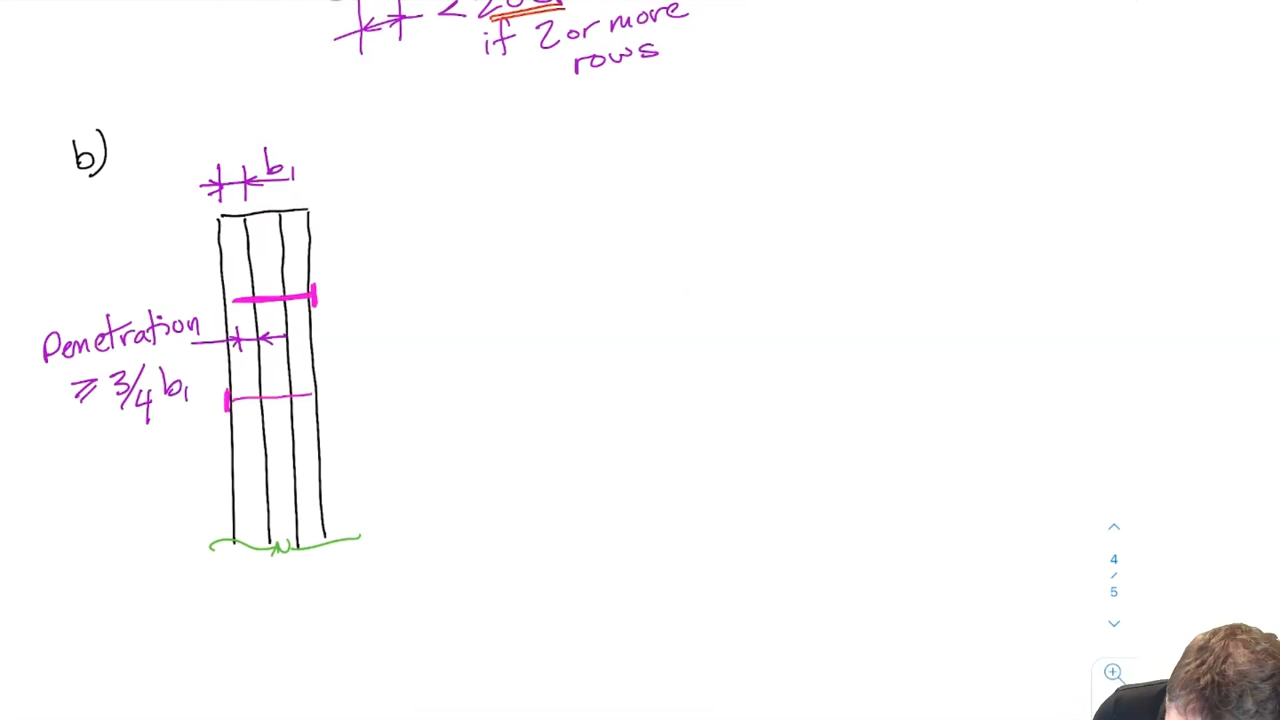 <
if 2 or more
rows
b)
b₁
Penetration
≥ 3/4 b₁
4
/
5